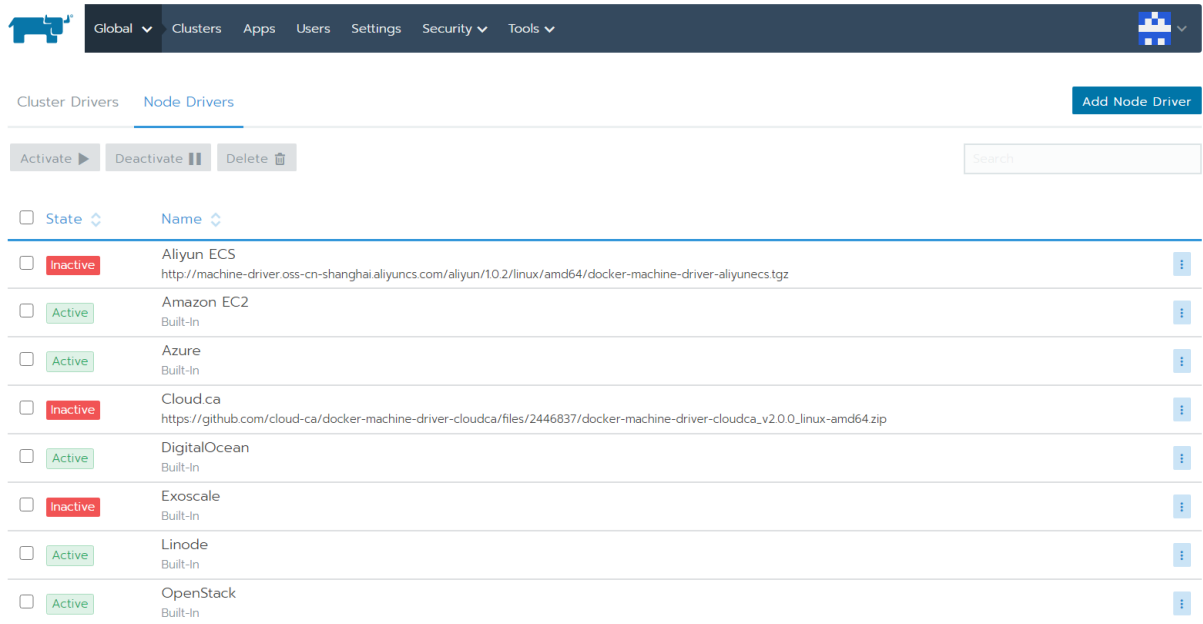 Global Clusters Apps Users Settings Security Tools
Cluster Drivers Node Drivers Add Node Driver
Activate Deactivate Delete Search
State Name
Inactive Aliyun ECS
http://machine-driver.oss-cn-shanghai.aliyuncs.com/aliyun/1.0.2/linux/amd64/docker-machine-driver-aliyunecs.tgz
Active Amazon EC2
Built-In
Active Azure
Built-In
Inactive Cloud.ca
https://github.com/cloud-ca/docker-machine-driver-cloudca/files/2446837/docker-machine-driver-cloudca_v2.0.0_linux-amd64.zip
Active DigitalOcean
Built-In
Inactive Exoscale
Built-In
Active Linode
Built-In
Active OpenStack
Built-In